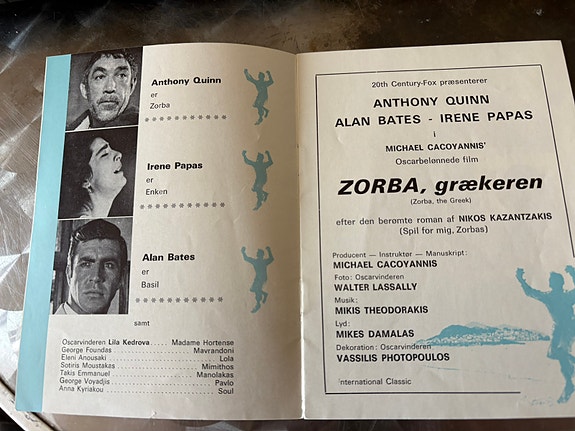 Anthony Quinn
er
Zorba
Irene Papas
er
Enken
Alan Bates
er
Basil
samt
Oscarvinderen Lila Kedrova .... Madame Hortense
George Foundas .................... Mavrandoni
Eleni Anousaki .................... Lola
Sotiris Moustakas .................... Mimithos
Takis Emmanuel .................... Manolakas
George Voyadjis .................... Pavlo
Anna Kyriakou .................... Soul
20th Century-Fox præsenterer
ANTHONY QUINN
ALAN BATES - IRENE PAPAS
i
MICHAEL CACOYANNIS'
Oscarbelønnede film
ZORBA, grækeren
(Zorba, the Greek)
efter den berømte roman af NIKOS KAZANTZAKIS
(Spil for mig, Zorbas)
Producent — Instruktør - Manuskript:
MICHAEL CACOYANNIS
Foto: Oscarvinderen
WALTER LASSALLY
Musik:
MIKIS THEODORAKIS
Lyd:
MIKES DAMALAS
Dekoration: Oscarvinderen
VASSILIS PHOTOPOULOS
International Classic